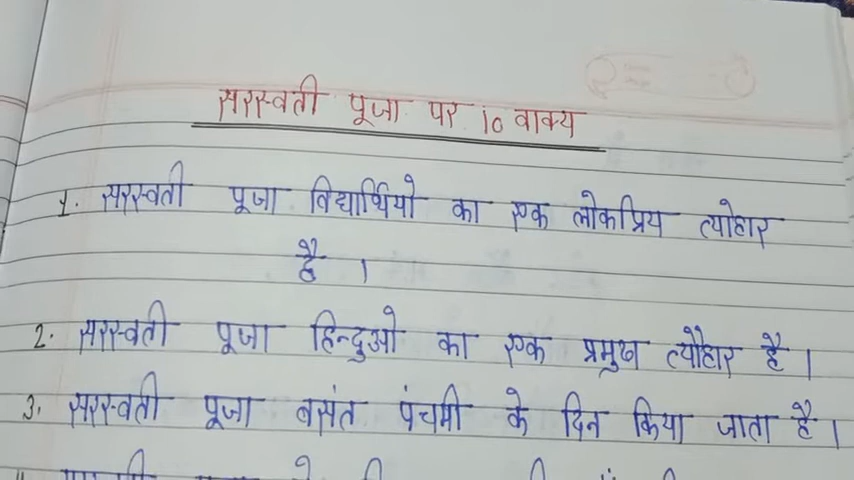 सरस्वती पूजा पर 10 वाक्य
1. सरस्वती पूजा विद्यार्थियो का एक लोकप्रिय त्योहार
है ।
2. सरस्वती पूजा हिन्दुओ का एक प्रमुख त्यौहार है ।
3. सरस्वती पूजा बसंत पंचमी के दिन किया जाता है ।